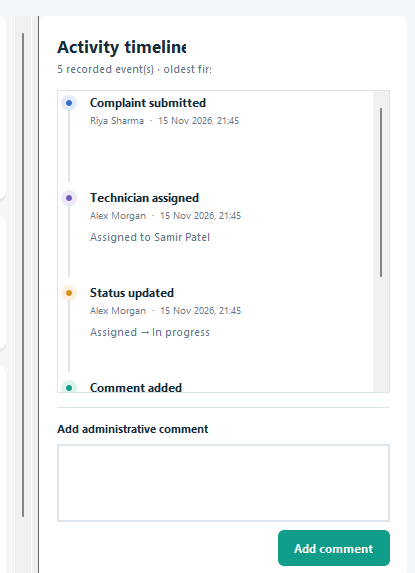 Activity timeline
5 recorded event(s) · oldest firs
Complaint submitted
Riya Sharma · 15 Nov 2026, 21:45
Technician assigned
Alex Morgan · 15 Nov 2026, 21:45
Assigned to Samir Patel
Status updated
Alex Morgan · 15 Nov 2026, 21:45
Assigned → In progress
Comment added
Add administrative comment
Add comment